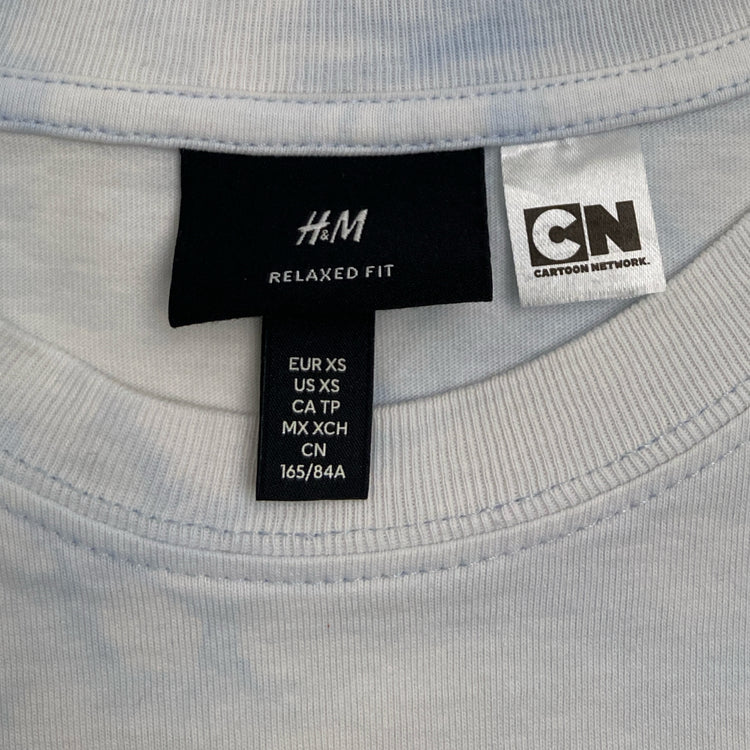 H&M
RELAXED FIT
EUR XS
US XS
CA TP
MX XCH
CN
165/84A
CN
CARTOON NETWORK.